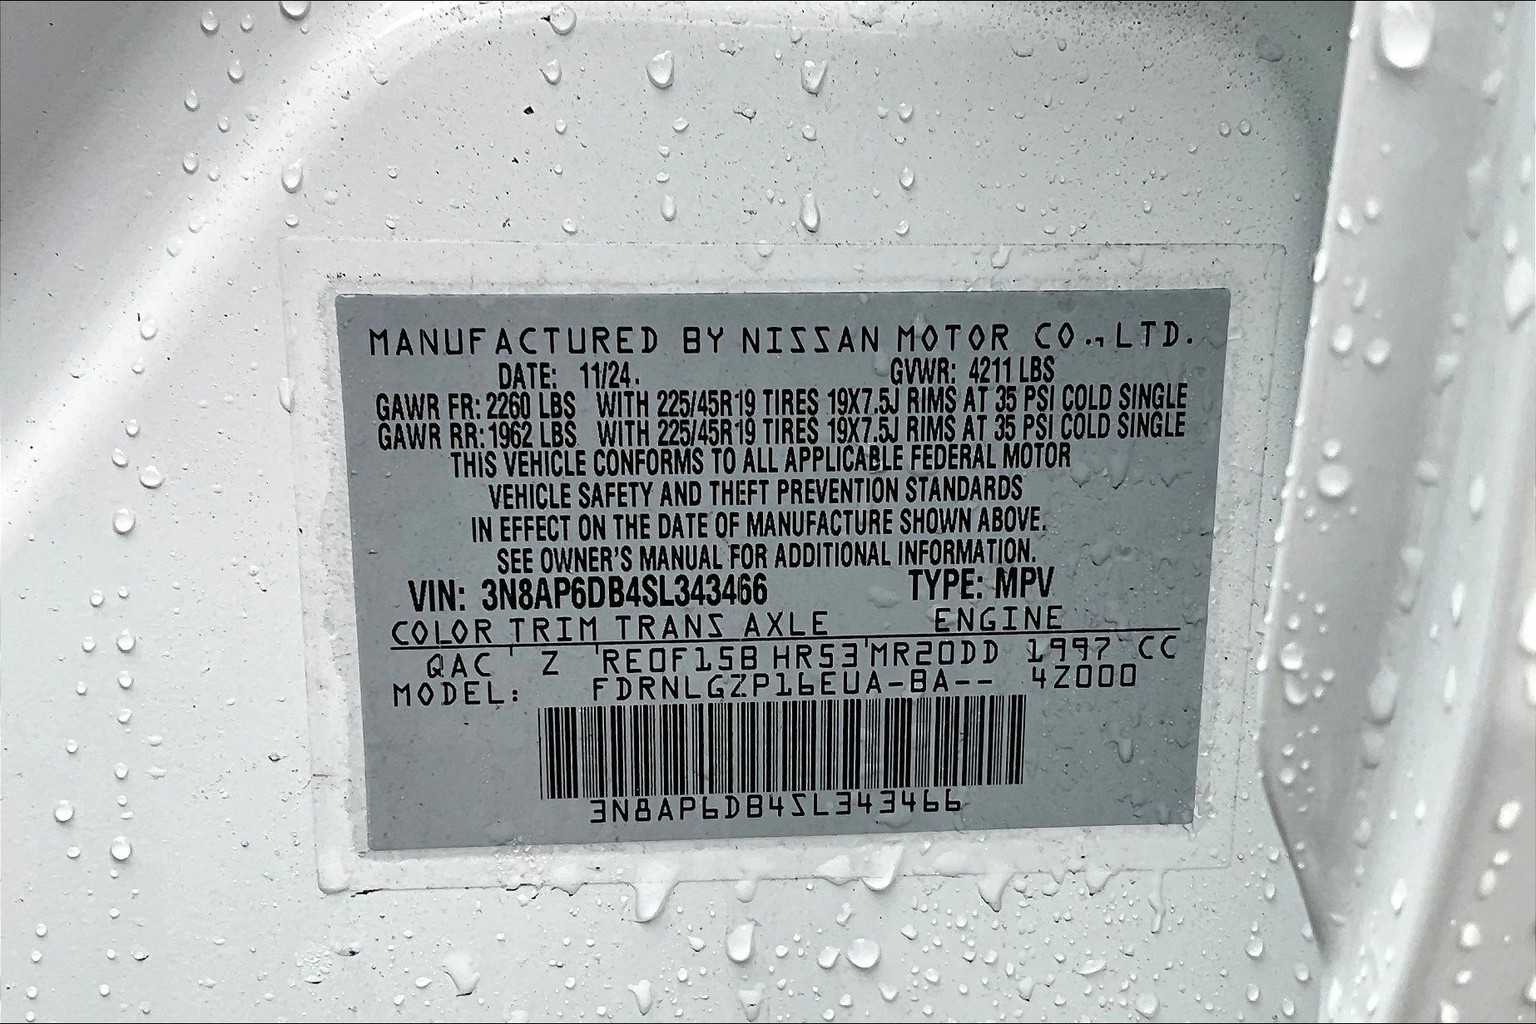 MANUFACTURED BY NISSAN MOTOR CO.,LTD.
DATE: 11/24. GVWR: 4211 LBS
GAWR FR: 2260 LBS WITH 225/45R19 TIRES 19X7.5J RIMS AT 35 PSI COLD SINGLE
GAWR RR: 1962 LBS WITH 225/45R19 TIRES 19X7.5J RIMS AT 35 PSI COLD SINGLE
THIS VEHICLE CONFORMS TO ALL APPLICABLE FEDERAL MOTOR
VEHICLE SAFETY AND THEFT PREVENTION STANDARDS
IN EFFECT ON THE DATE OF MANUFACTURE SHOWN ABOVE.
SEE OWNER'S MANUAL FOR ADDITIONAL INFORMATION.
VIN: 3N8AP6DB4SL343466 TYPE: MPV
COLOR TRIM TRANS AXLE ENGINE
QAC Z RE0F15B HR53 MR20DD 1997 CC
MODEL: FDRNLGZP16EUA-BA-- 4Z000
3N8AP6DB4SL343466